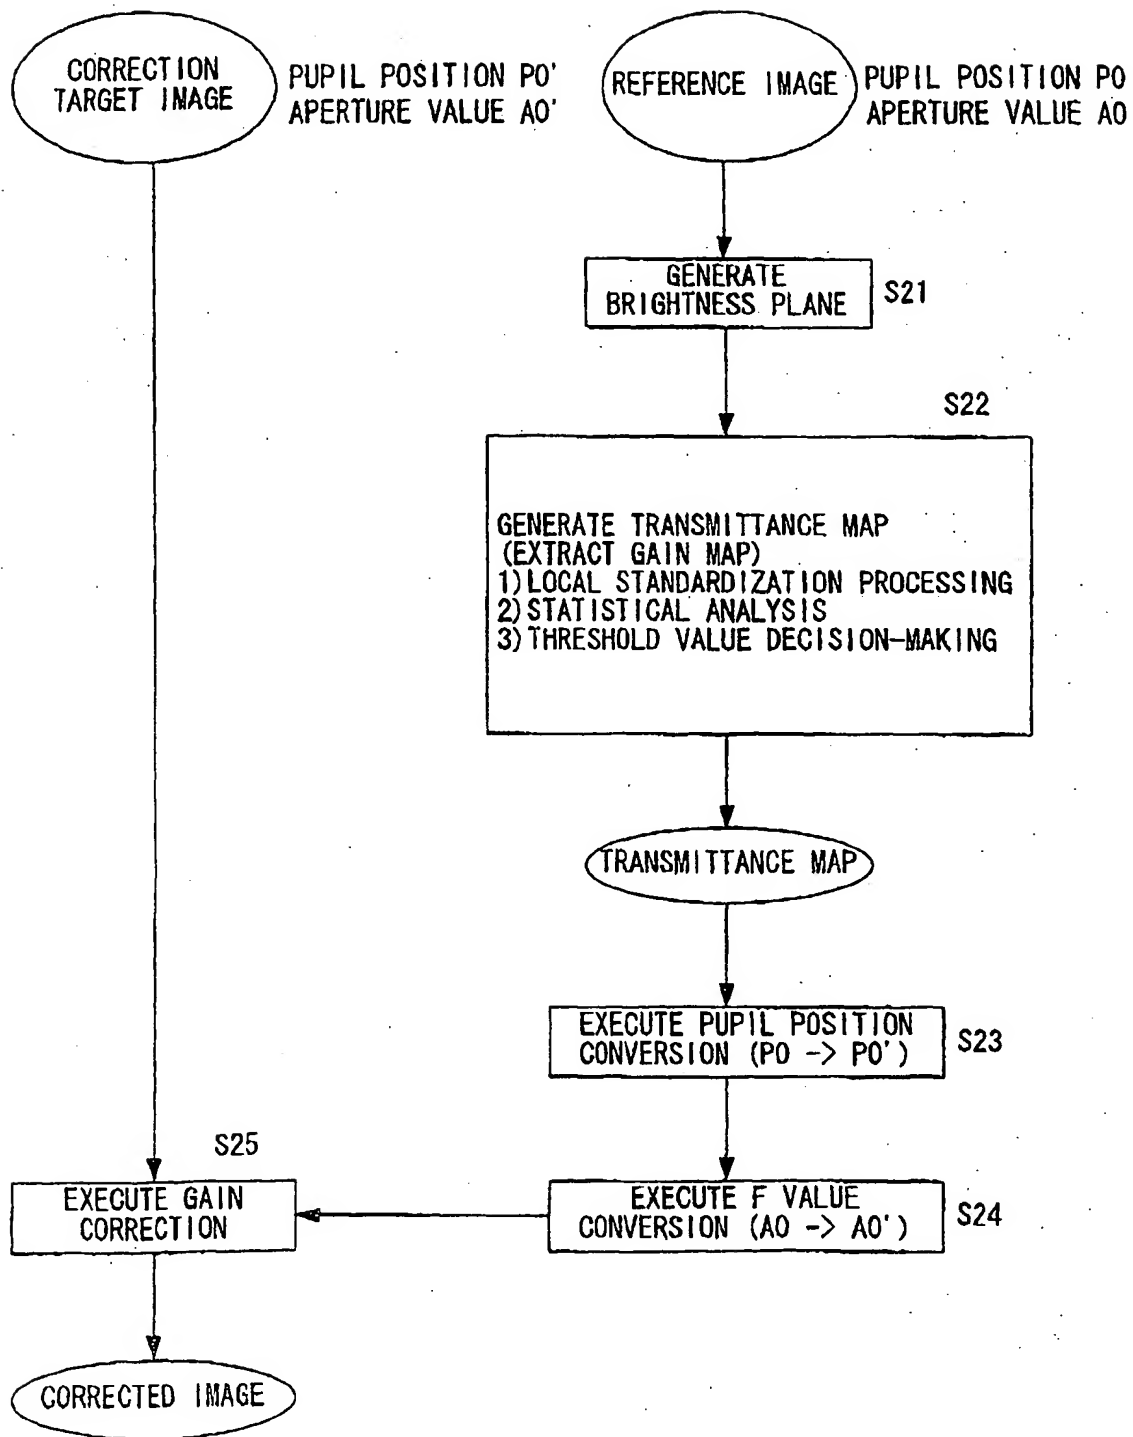 CORRECTION
TARGET IMAGE
PUPIL POSITION PO'
APERTURE VALUE AO'
REFERENCE IMAGE
PUPIL POSITION PO
APERTURE VALUE AO
GENERATE
BRIGHTNESS PLANE
S21
S22
GENERATE TRANSMITTANCE MAP
(EXTRACT GAIN MAP)
1)LOCAL STANDARDIZATION PROCESSING
2)STATISTICAL ANALYSIS
3)THRESHOLD VALUE DECISION-MAKING
TRANSMITTANCE MAP
EXECUTE PUPIL POSITION
CONVERSION (PO -> PO')
S23
S25
EXECUTE GAIN
CORRECTION
EXECUTE F VALUE
CONVERSION (AO -> AO')
S24
CORRECTED IMAGE